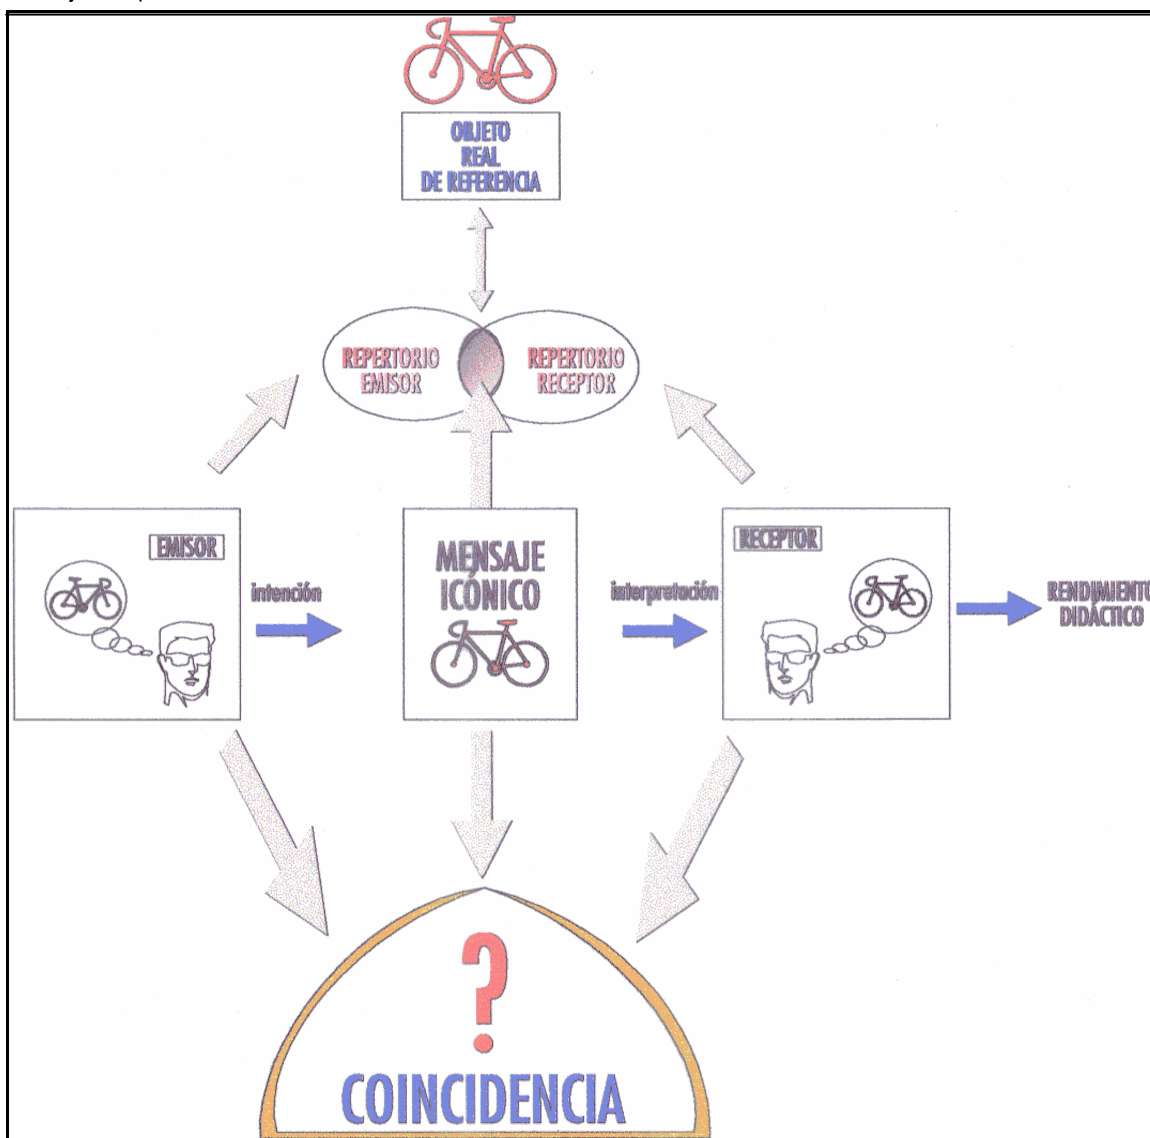 OBJETO
REAL
DE REFERENCIA
REPERTORIO
EMISOR
REPERTORIO
RECEPTOR
EMISOR
intención
MENSAJE
ICÓNICO
interpretación
RECEPTOR
RENDIMIENTO
DIDÁCTICO
?
COINCIDENCIA